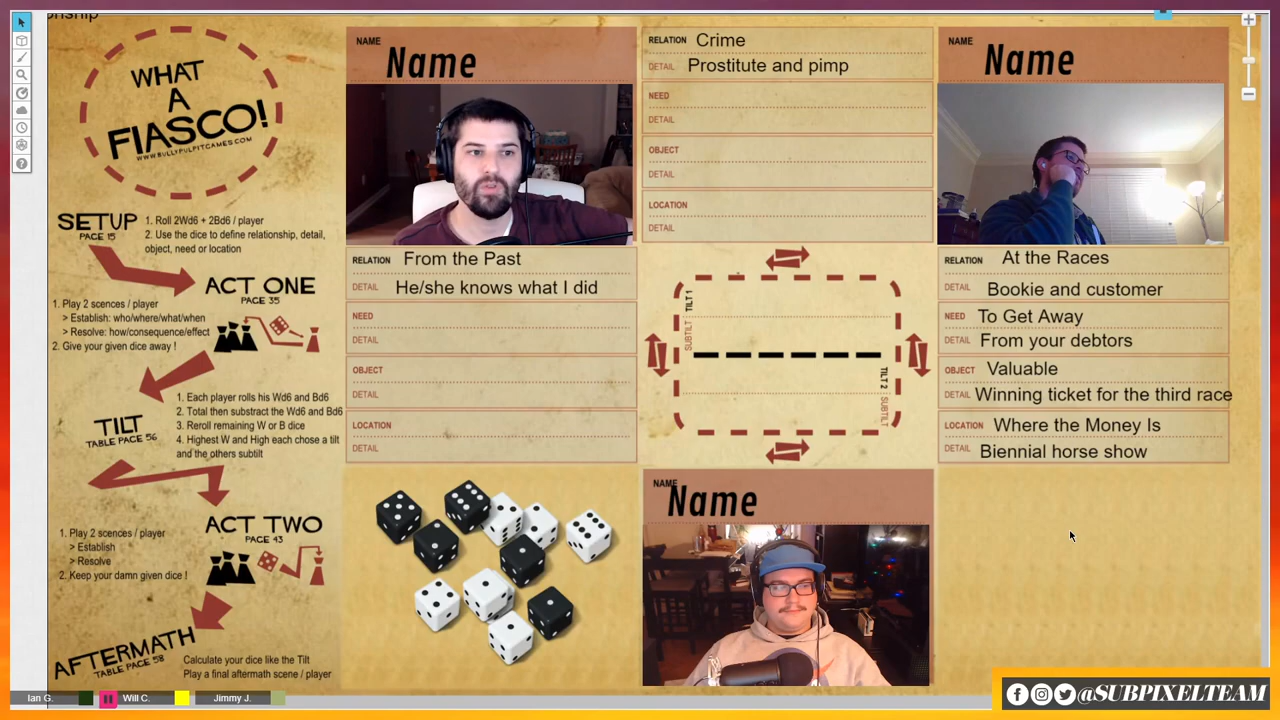 onship
WHAT
A
FIASCO!
WWW.BULLYPULPITGAMES.COM
SETUP
PAGE 15
1. Roll 2Wd6 + 2Bd6 / player
2. Use the dice to define relationship, detail,
object, need or location
ACT ONE
PAGE 35
1. Play 2 scences / player
> Establish: who/where/what/when
> Resolve: how/consequence/effect
2. Give your given dice away !
TILT
TABLE PAGE 56
1. Each player rolls his Wd6 and Bd6
2. Total then substract the Wd6 and Bd6
3. Reroll remaining W or B dice
4. Highest W and High each chose a tilt
and the others subtilt
ACT TWO
PAGE 43
1. Play 2 scences / player
> Establish
> Resolve
2. Keep your damn given dice !
AFTERMATH
TABLE PAGE 58
Calculate your dice like the Tilt
Play a final aftermath scene / player
NAME
Name
RELATION From the Past
DETAIL He/she knows what I did
NEED
DETAIL
OBJECT
DETAIL
LOCATION
DETAIL
RELATION Crime
DETAIL Prostitute and pimp
NEED
DETAIL
OBJECT
DETAIL
LOCATION
DETAIL
TILT 1
SUBTILT
TILT 2
SUBTILT
NAME
Name
NAME
Name
RELATION At the Races
DETAIL Bookie and customer
NEED To Get Away
DETAIL From your debtors
OBJECT Valuable
DETAIL Winning ticket for the third race
LOCATION Where the Money Is
DETAIL Biennial horse show
Ian G.
Will C.
Jimmy J.
@SUBPIXELTEAM